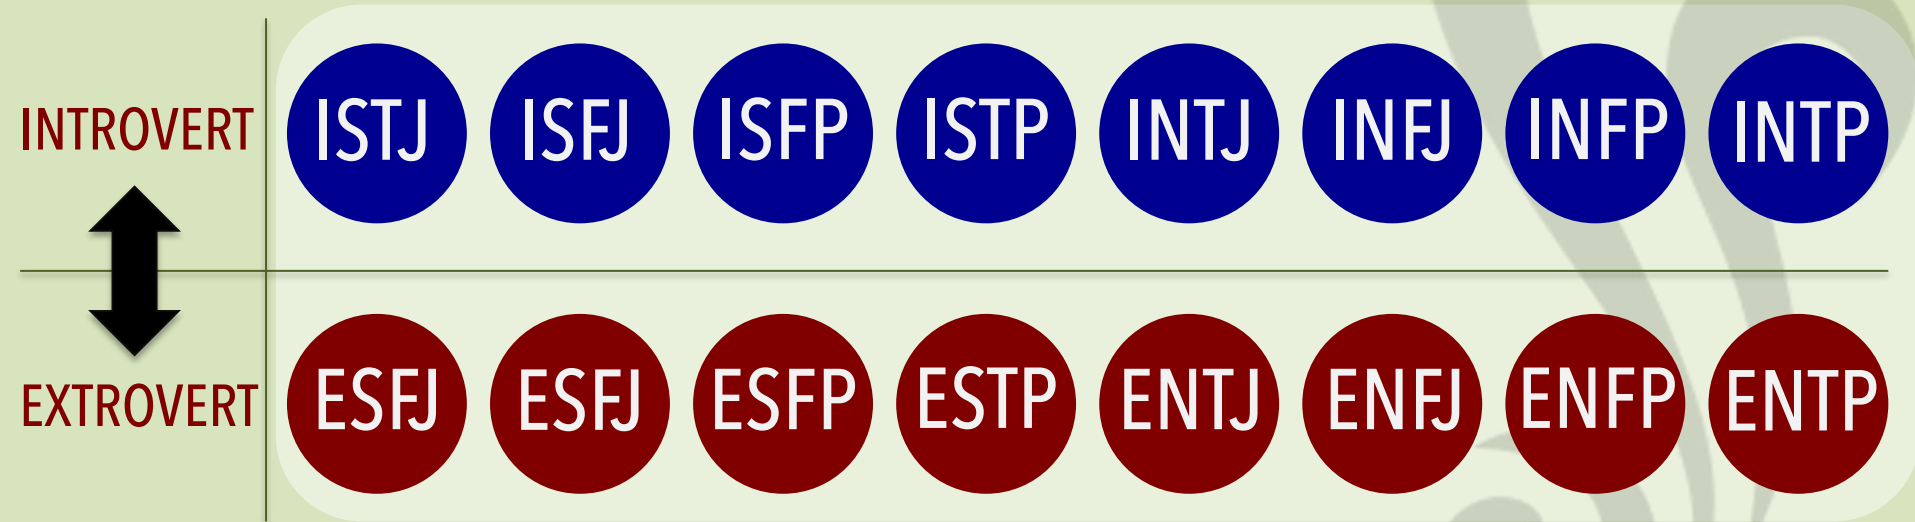 INTROVERT ISTJ ISFJ ISFP ISTP INTJ INFJ INFP INTP
EXTROVERT ESFJ ESFJ ESFP ESTP ENTJ ENFJ ENFP ENTP